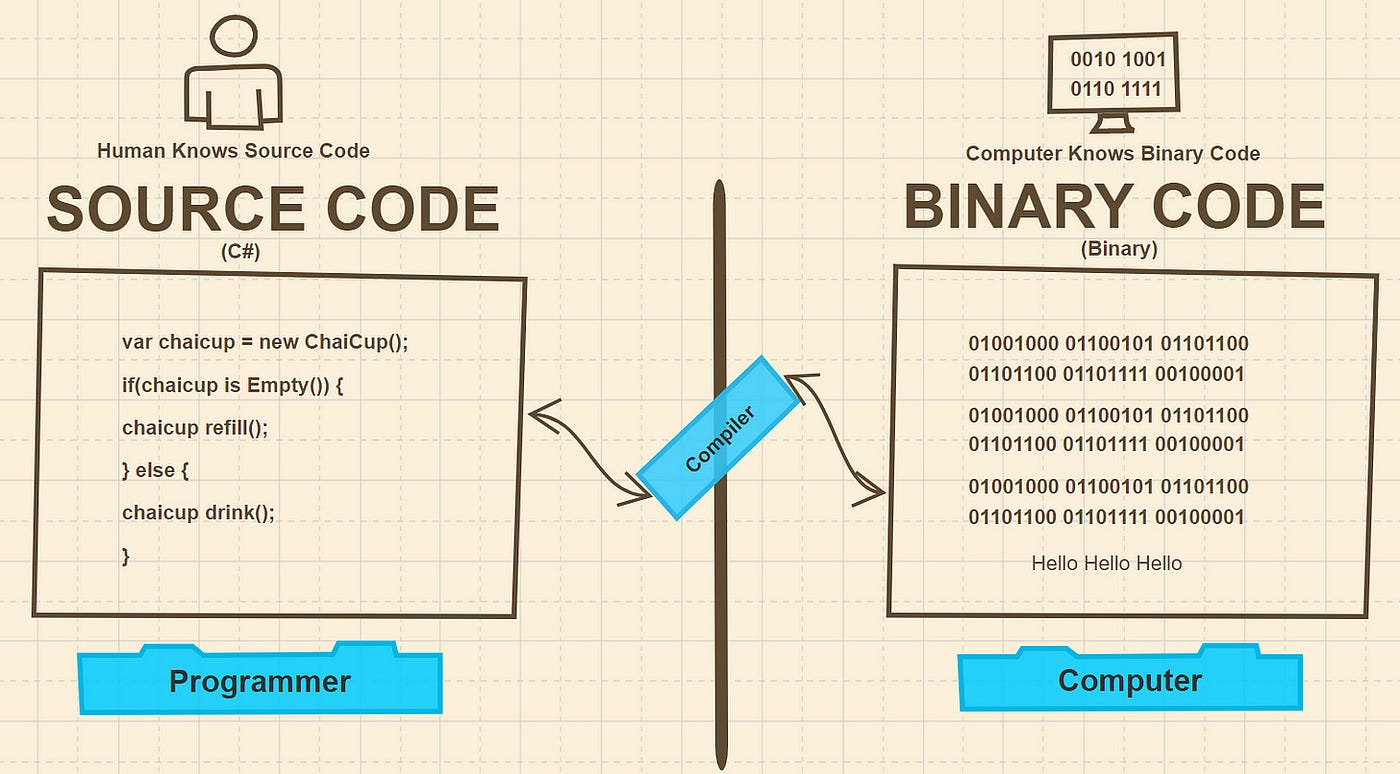 Human Knows Source Code
SOURCE CODE
(C#)
var chaicup = new ChaiCup();
if(chaicup is Empty()) {
chaicup refill();
} else {
chaicup drink();
}
Programmer
Compiler
0010 1001
0110 1111
Computer Knows Binary Code
BINARY CODE
(Binary)
01001000 01100101 01101100
01101100 01101111 00100001
01001000 01100101 01101100
01101100 01101111 00100001
01001000 01100101 01101100
01101100 01101111 00100001
Hello Hello Hello
Computer